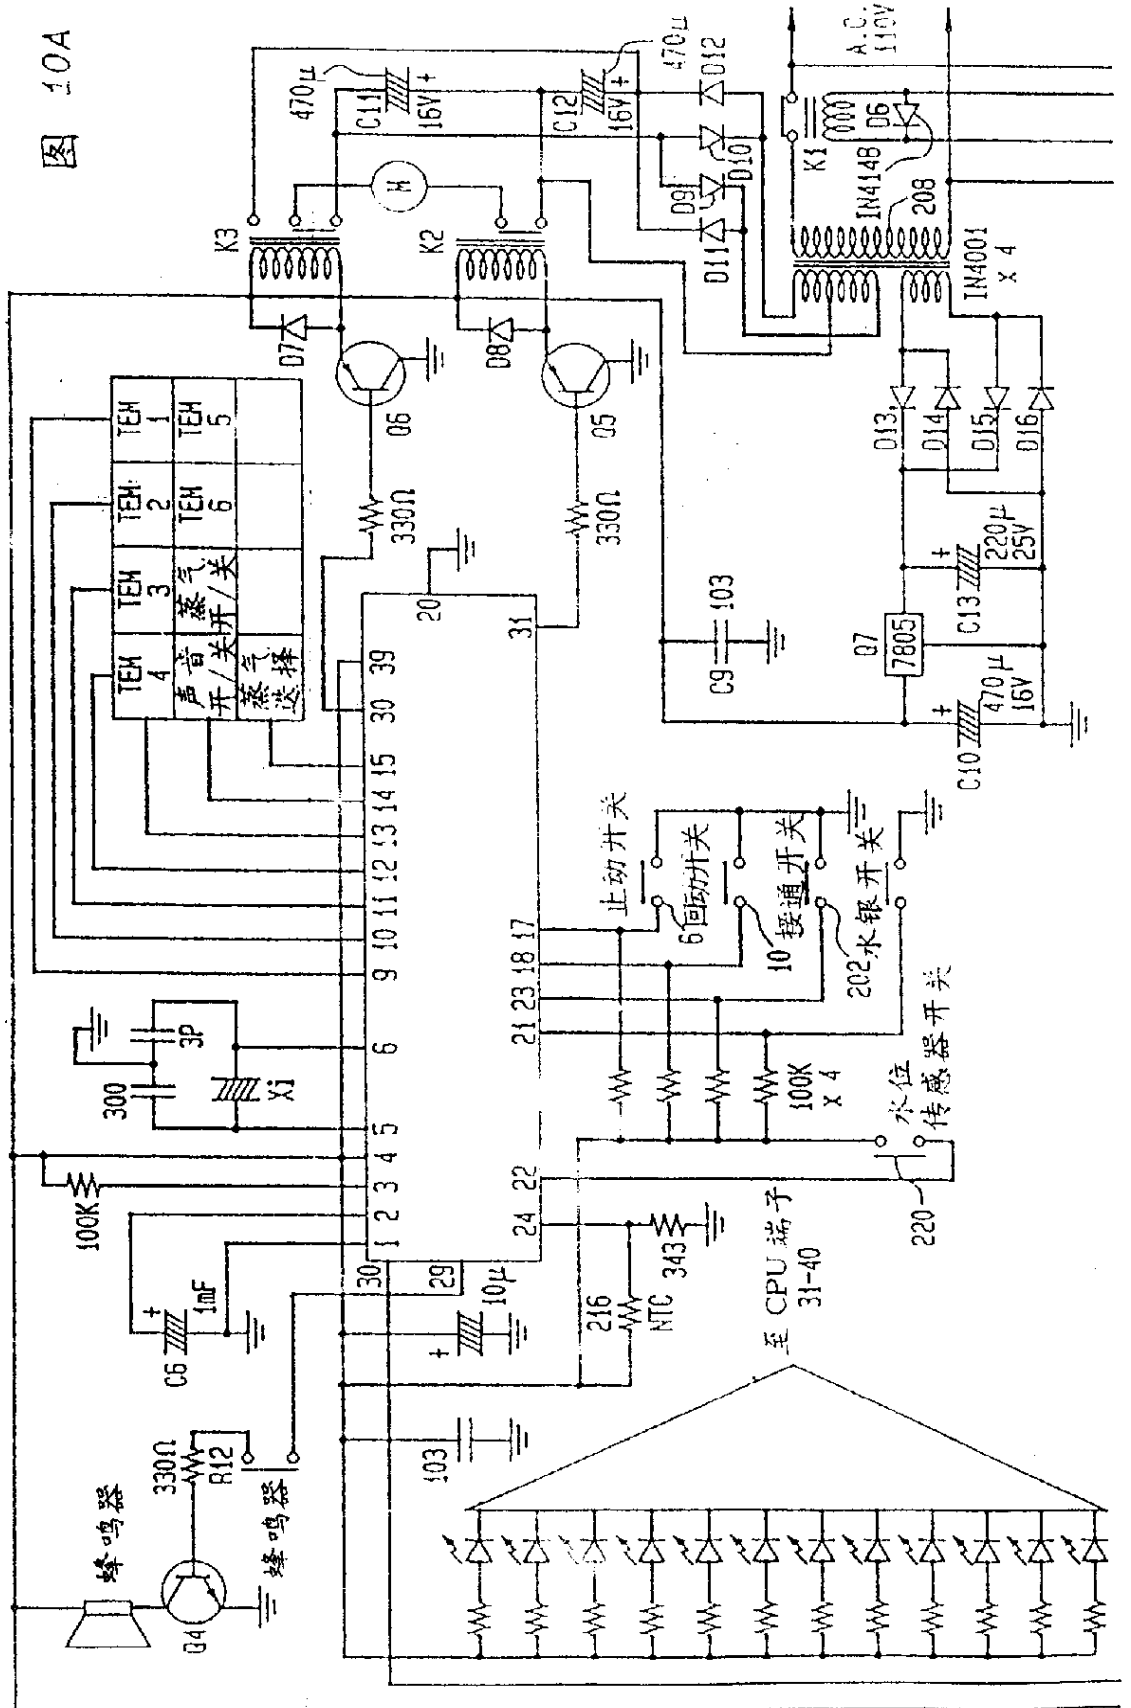 图 10A
470μ
C11
16V +
C12
16V +
470μ
D12
D10
D9
D11
A.C.
110V
K1
D6
IN4148
208
IN4001
X 4
K3
K2
M
D7
D8
Q6
Q5
330Ω
330Ω
TEM
1
TEM
2
TEM
3
TEM
4
TEM
5
TEM
6
蒸气
开/关
声音
开/关
蒸气
选择
20
31
39
30
15
14
13
12
11
10
9
6
5
4
3
2
1
30
29
24
22
21
23
18
17
C9
103
Q7
7805
C13
+
220μ
25V
C10
+
470μ
16V
D13
D14
D15
D16
止动开关
6
回动开关
10
接通开关
202
水银开关
100K
X 4
水位
传感器开关
220
300
3P
Xi
100K
C6
+
1mF
10μ
+
216
NTC
343
至 CPU 端子
31-40
103
330Ω
R12
蜂鸣器
蜂鸣器
Q4